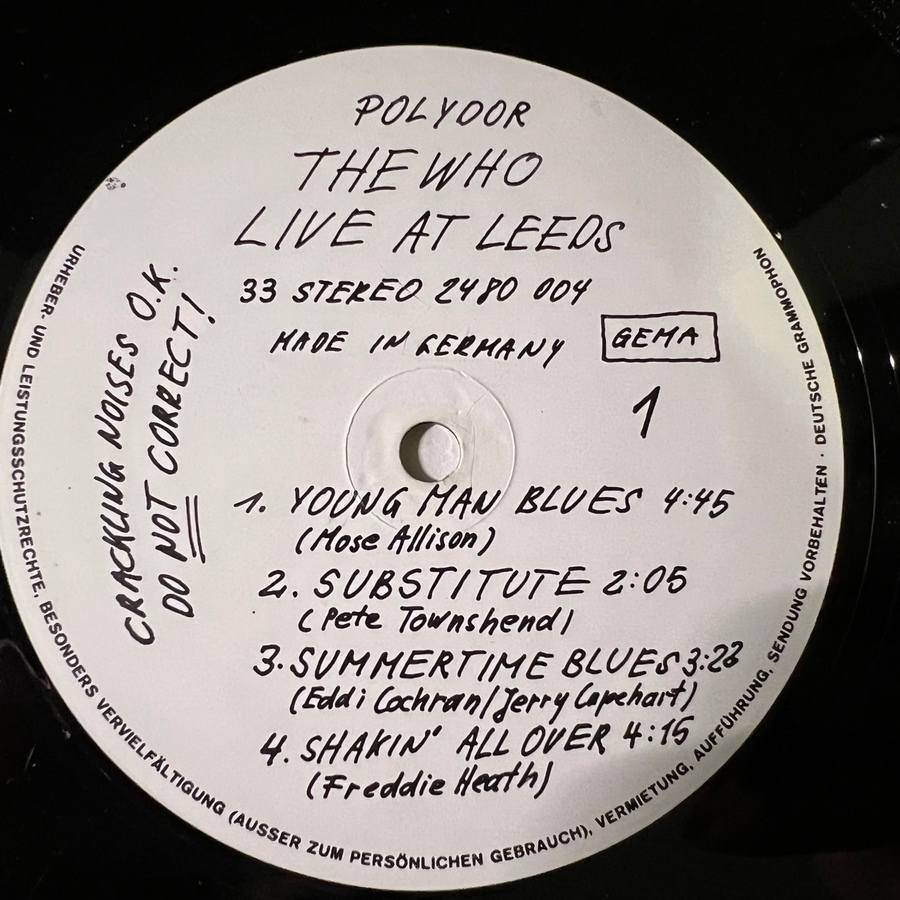 POLYDOR
THE WHO
LIVE AT LEEDS
33 STEREO 2480 004
MADE IN GERMANY GEMA
1
CRACKLING NOISES O.K.
DO NOT CORRECT!
1. YOUNG MAN BLUES 4:45
(Mose Allison)
2. SUBSTITUTE 2:05
(Pete Townshend)
3. SUMMERTIME BLUES 3:22
(Eddi Cochran/Jerry Capehart)
4. SHAKIN' ALL OVER 4:15
(Freddie Heath)
URHEBER- UND LEISTUNGSSCHUTZRECHTE, BESONDERS VERVIELFÄLTIGUNG (AUSSER ZUM PERSÖNLICHEN GEBRAUCH), VERMIETUNG, AUFFÜHRUNG, SENDUNG VORBEHALTEN · DEUTSCHE GRAMMOPHON